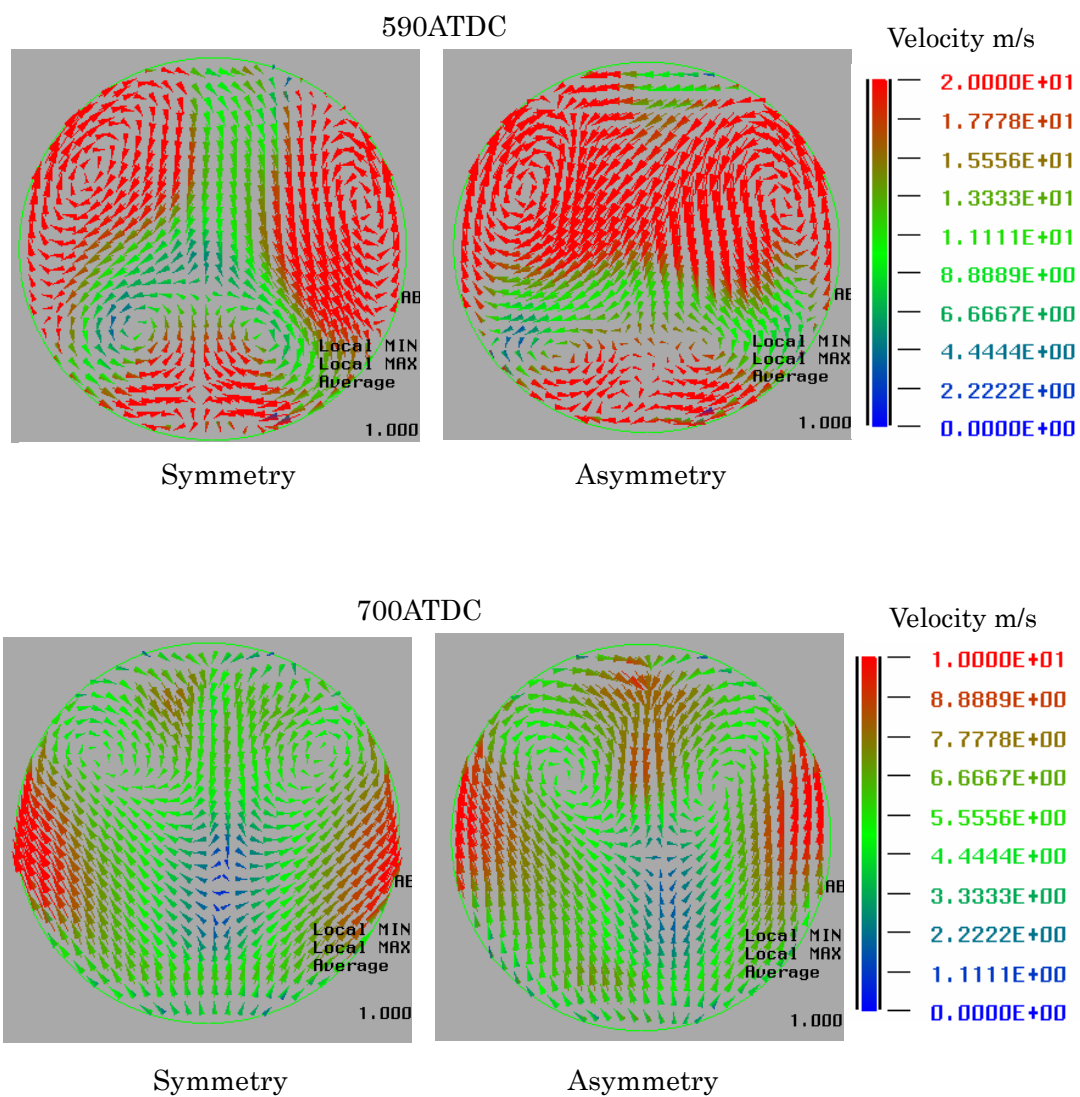 590ATDC
Velocity m/s
2.0000E+01
1.7778E+01
1.5556E+01
1.3333E+01
1.1111E+01
8.8889E+00
6.6667E+00
4.4444E+00
2.2222E+00
0.0000E+00
AB
Local MIN
Local MAX
Average
1.000
AB
Local MIN
Local MAX
Average
1.000
Symmetry
Asymmetry
700ATDC
Velocity m/s
1.0000E+01
8.8889E+00
7.7778E+00
6.6667E+00
5.5556E+00
4.4444E+00
3.3333E+00
2.2222E+00
1.1111E+00
0.0000E+00
AB
Local MIN
Local MAX
Average
1.000
AB
Local MIN
Local MAX
Average
1.000
Symmetry
Asymmetry